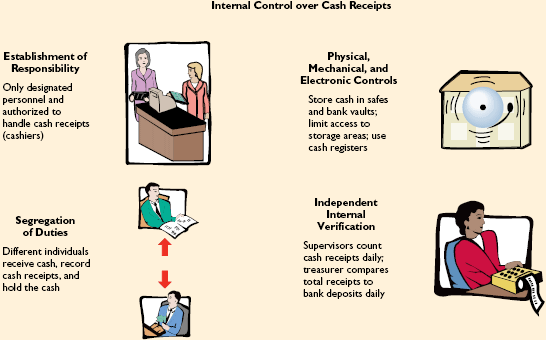 Internal Control over Cash Receipts
Establishment of
Responsibility
Only designated
personnel and
authorized to
handle cash receipts
(cashiers)
Physical,
Mechanical, and
Electronic Controls
Store cash in safes
and bank vaults;
limit access to
storage areas; use
cash registers
Segregation
of Duties
Different individuals
receive cash, record
cash receipts, and
hold the cash
Independent
Internal
Verification
Supervisors count
cash receipts daily;
treasurer compares
total receipts to
bank deposits daily